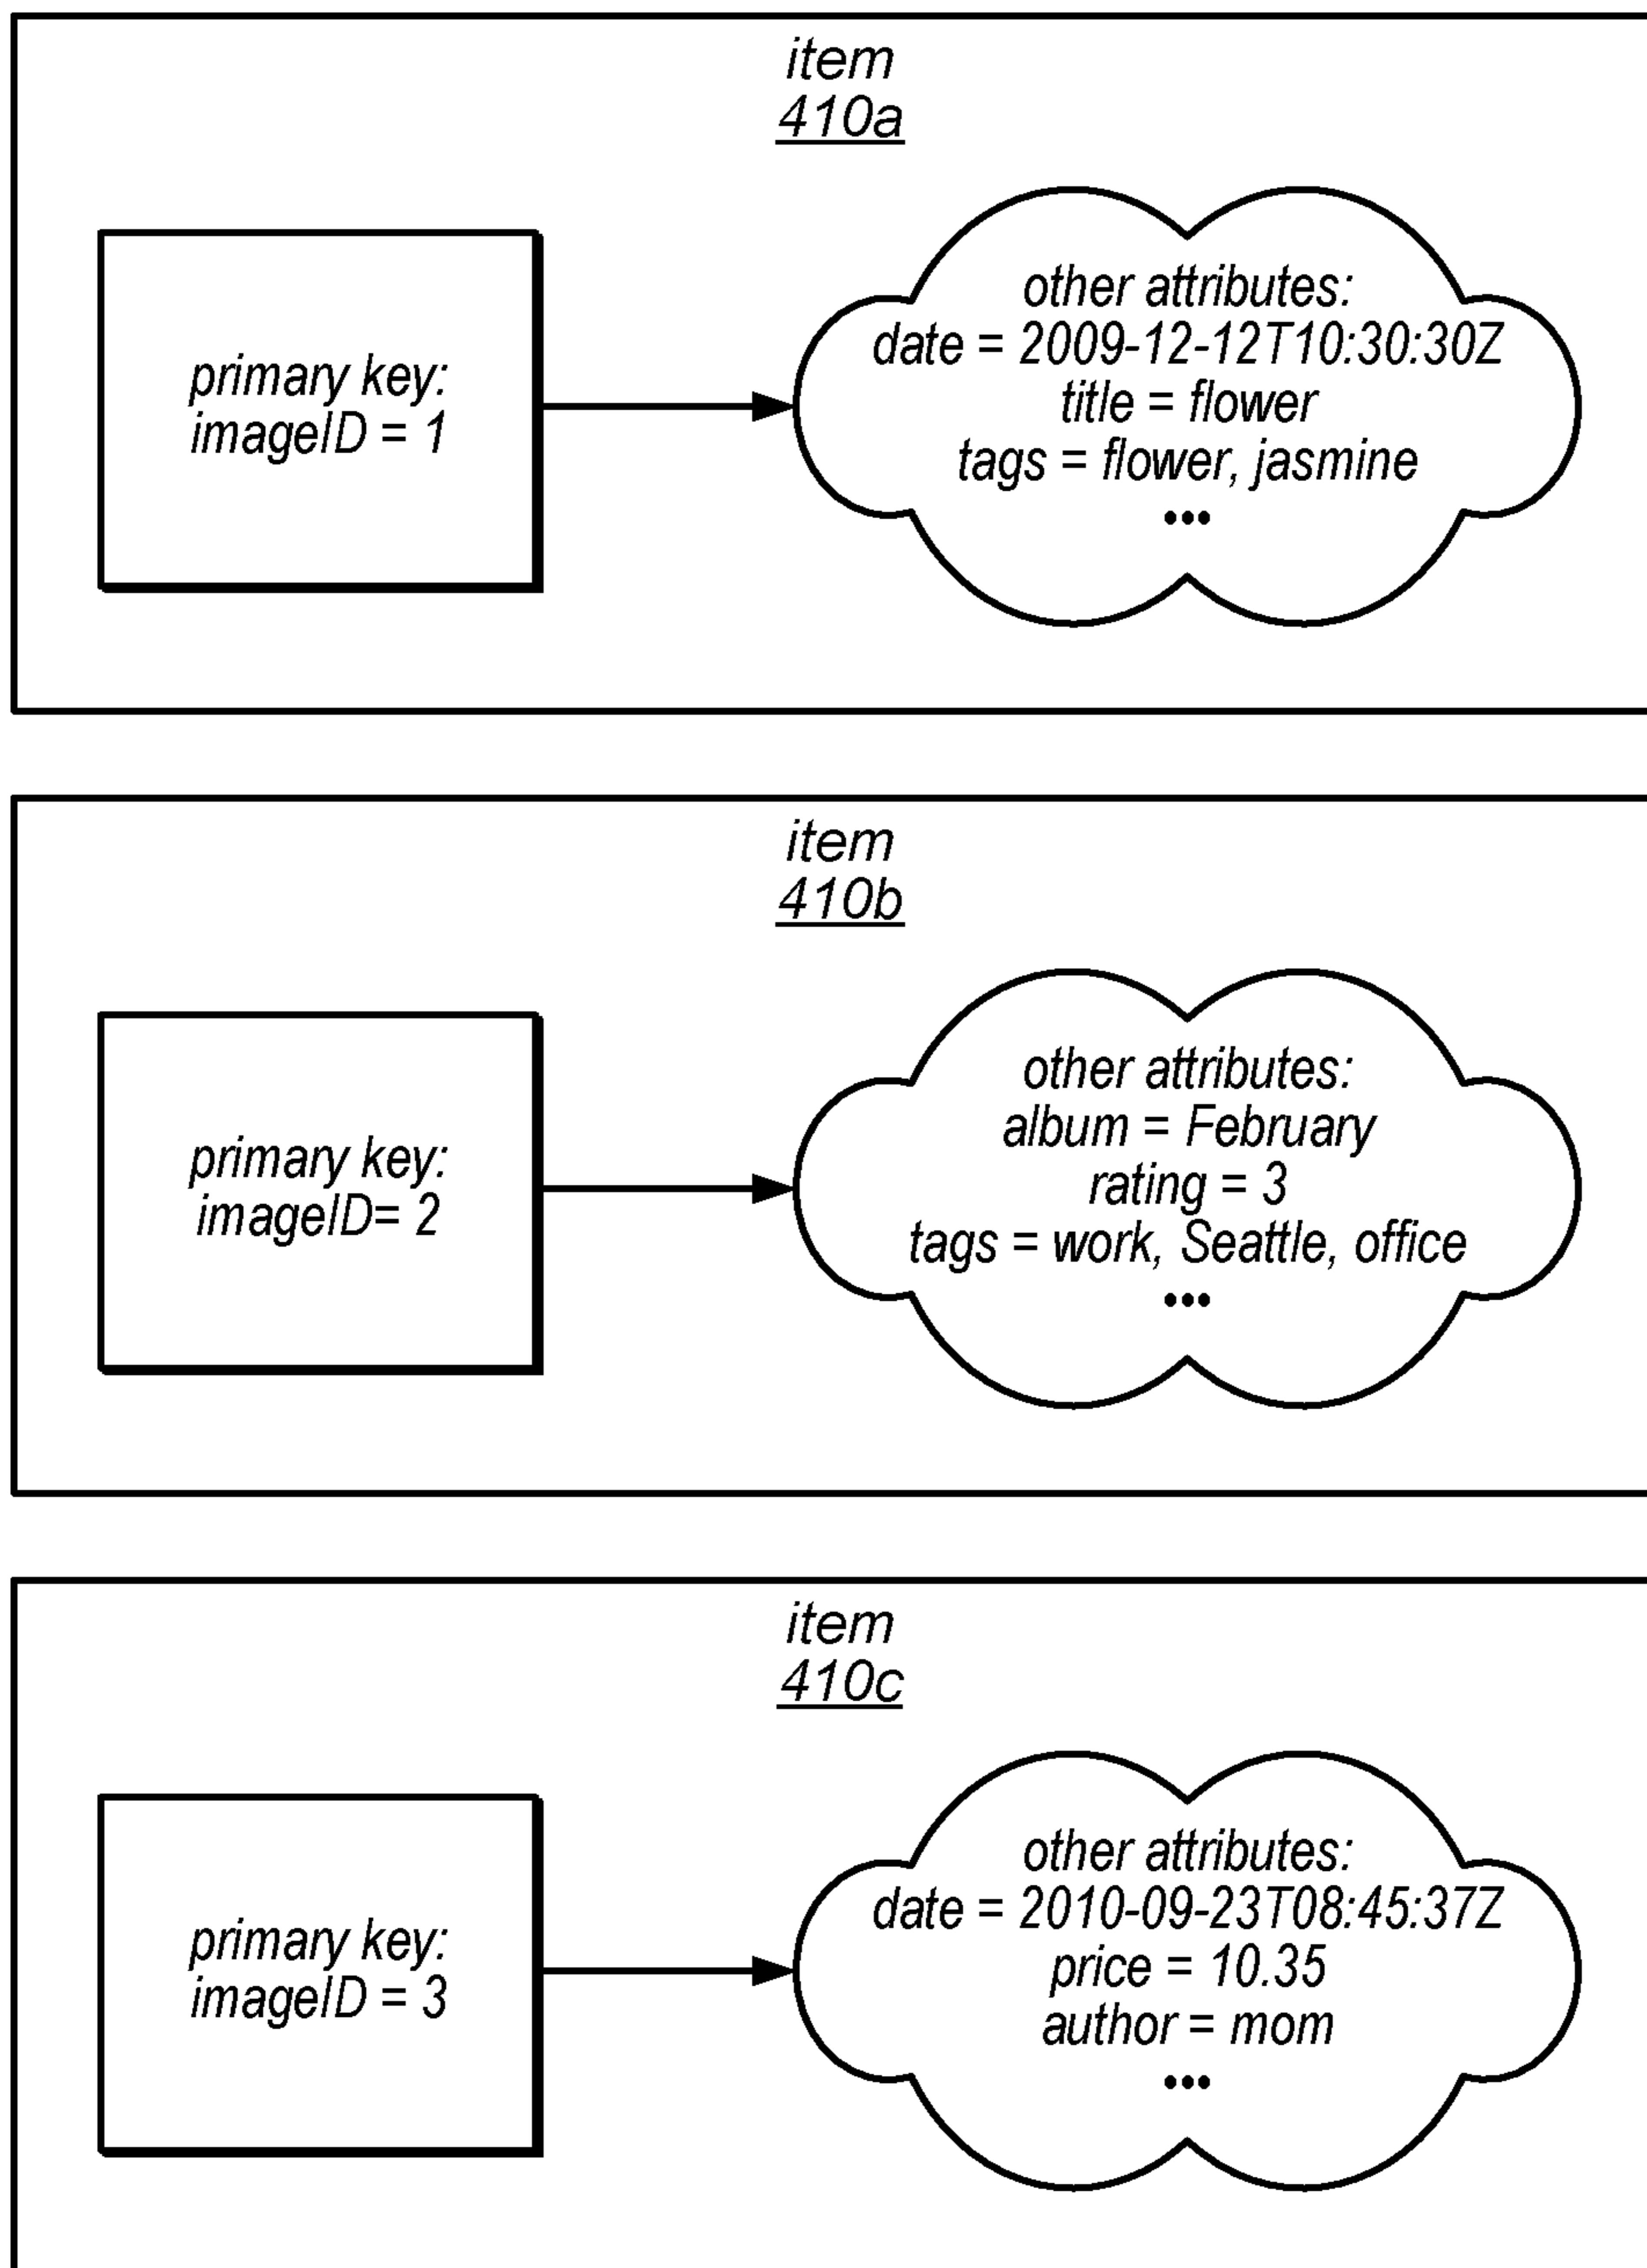 item
410a
primary key:
imageID = 1
other attributes:
date = 2009-12-12T10:30:30Z
title = flower
tags = flower, jasmine
•••
item
410b
primary key:
imageID= 2
other attributes:
album = February
rating = 3
tags = work, Seattle, office
•••
item
410c
primary key:
imageID = 3
other attributes:
date = 2010-09-23T08:45:37Z
price = 10.35
author = mom
•••